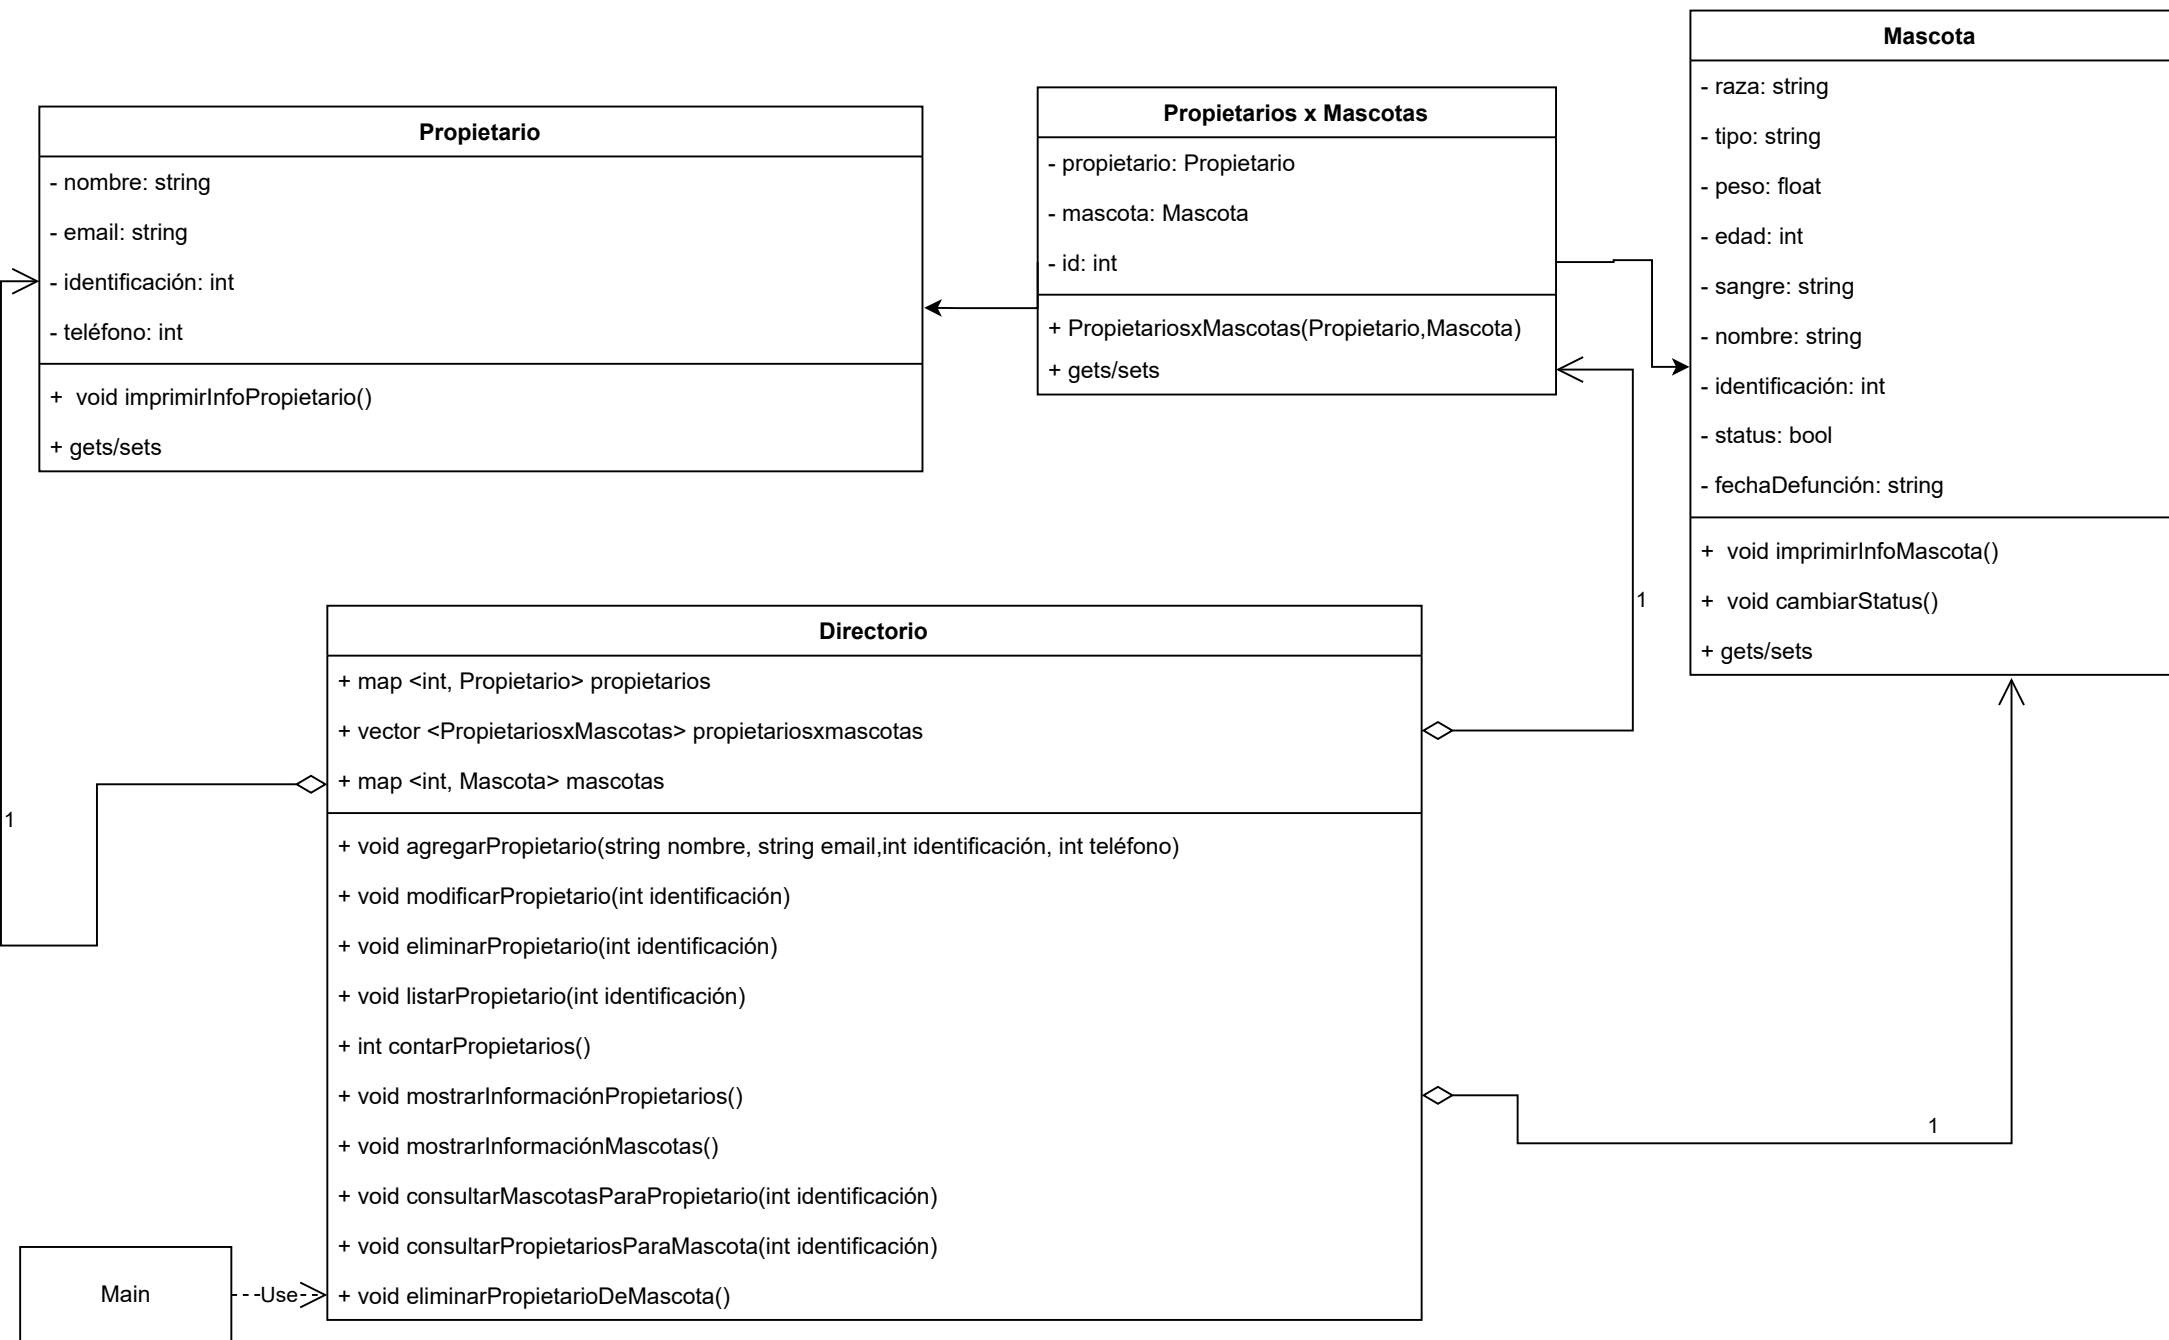 Propietario
- nombre: string
- email: string
- identificación: int
- teléfono: int
+  void imprimirInfoPropietario()
+ gets/sets
Propietarios x Mascotas
- propietario: Propietario
- mascota: Mascota
- id: int
+ PropietariosxMascotas(Propietario,Mascota)
+ gets/sets
Mascota
- raza: string
- tipo: string
- peso: float
- edad: int
- sangre: string
- nombre: string
- identificación: int
- status: bool
- fechaDefunción: string
+  void imprimirInfoMascota()
+  void cambiarStatus()
+ gets/sets
1
Directorio
+ map <int, Propietario> propietarios
+ vector <PropietariosxMascotas> propietariosxmascotas
+ map <int, Mascota> mascotas
+ void agregarPropietario(string nombre, string email,int identificación, int teléfono)
+ void modificarPropietario(int identificación)
+ void eliminarPropietario(int identificación)
+ void listarPropietario(int identificación)
+ int contarPropietarios()
+ void mostrarInformaciónPropietarios()
+ void mostrarInformaciónMascotas()
+ void consultarMascotasParaPropietario(int identificación)
+ void consultarPropietariosParaMascota(int identificación)
+ void eliminarPropietarioDeMascota()
1
1
Main
Use